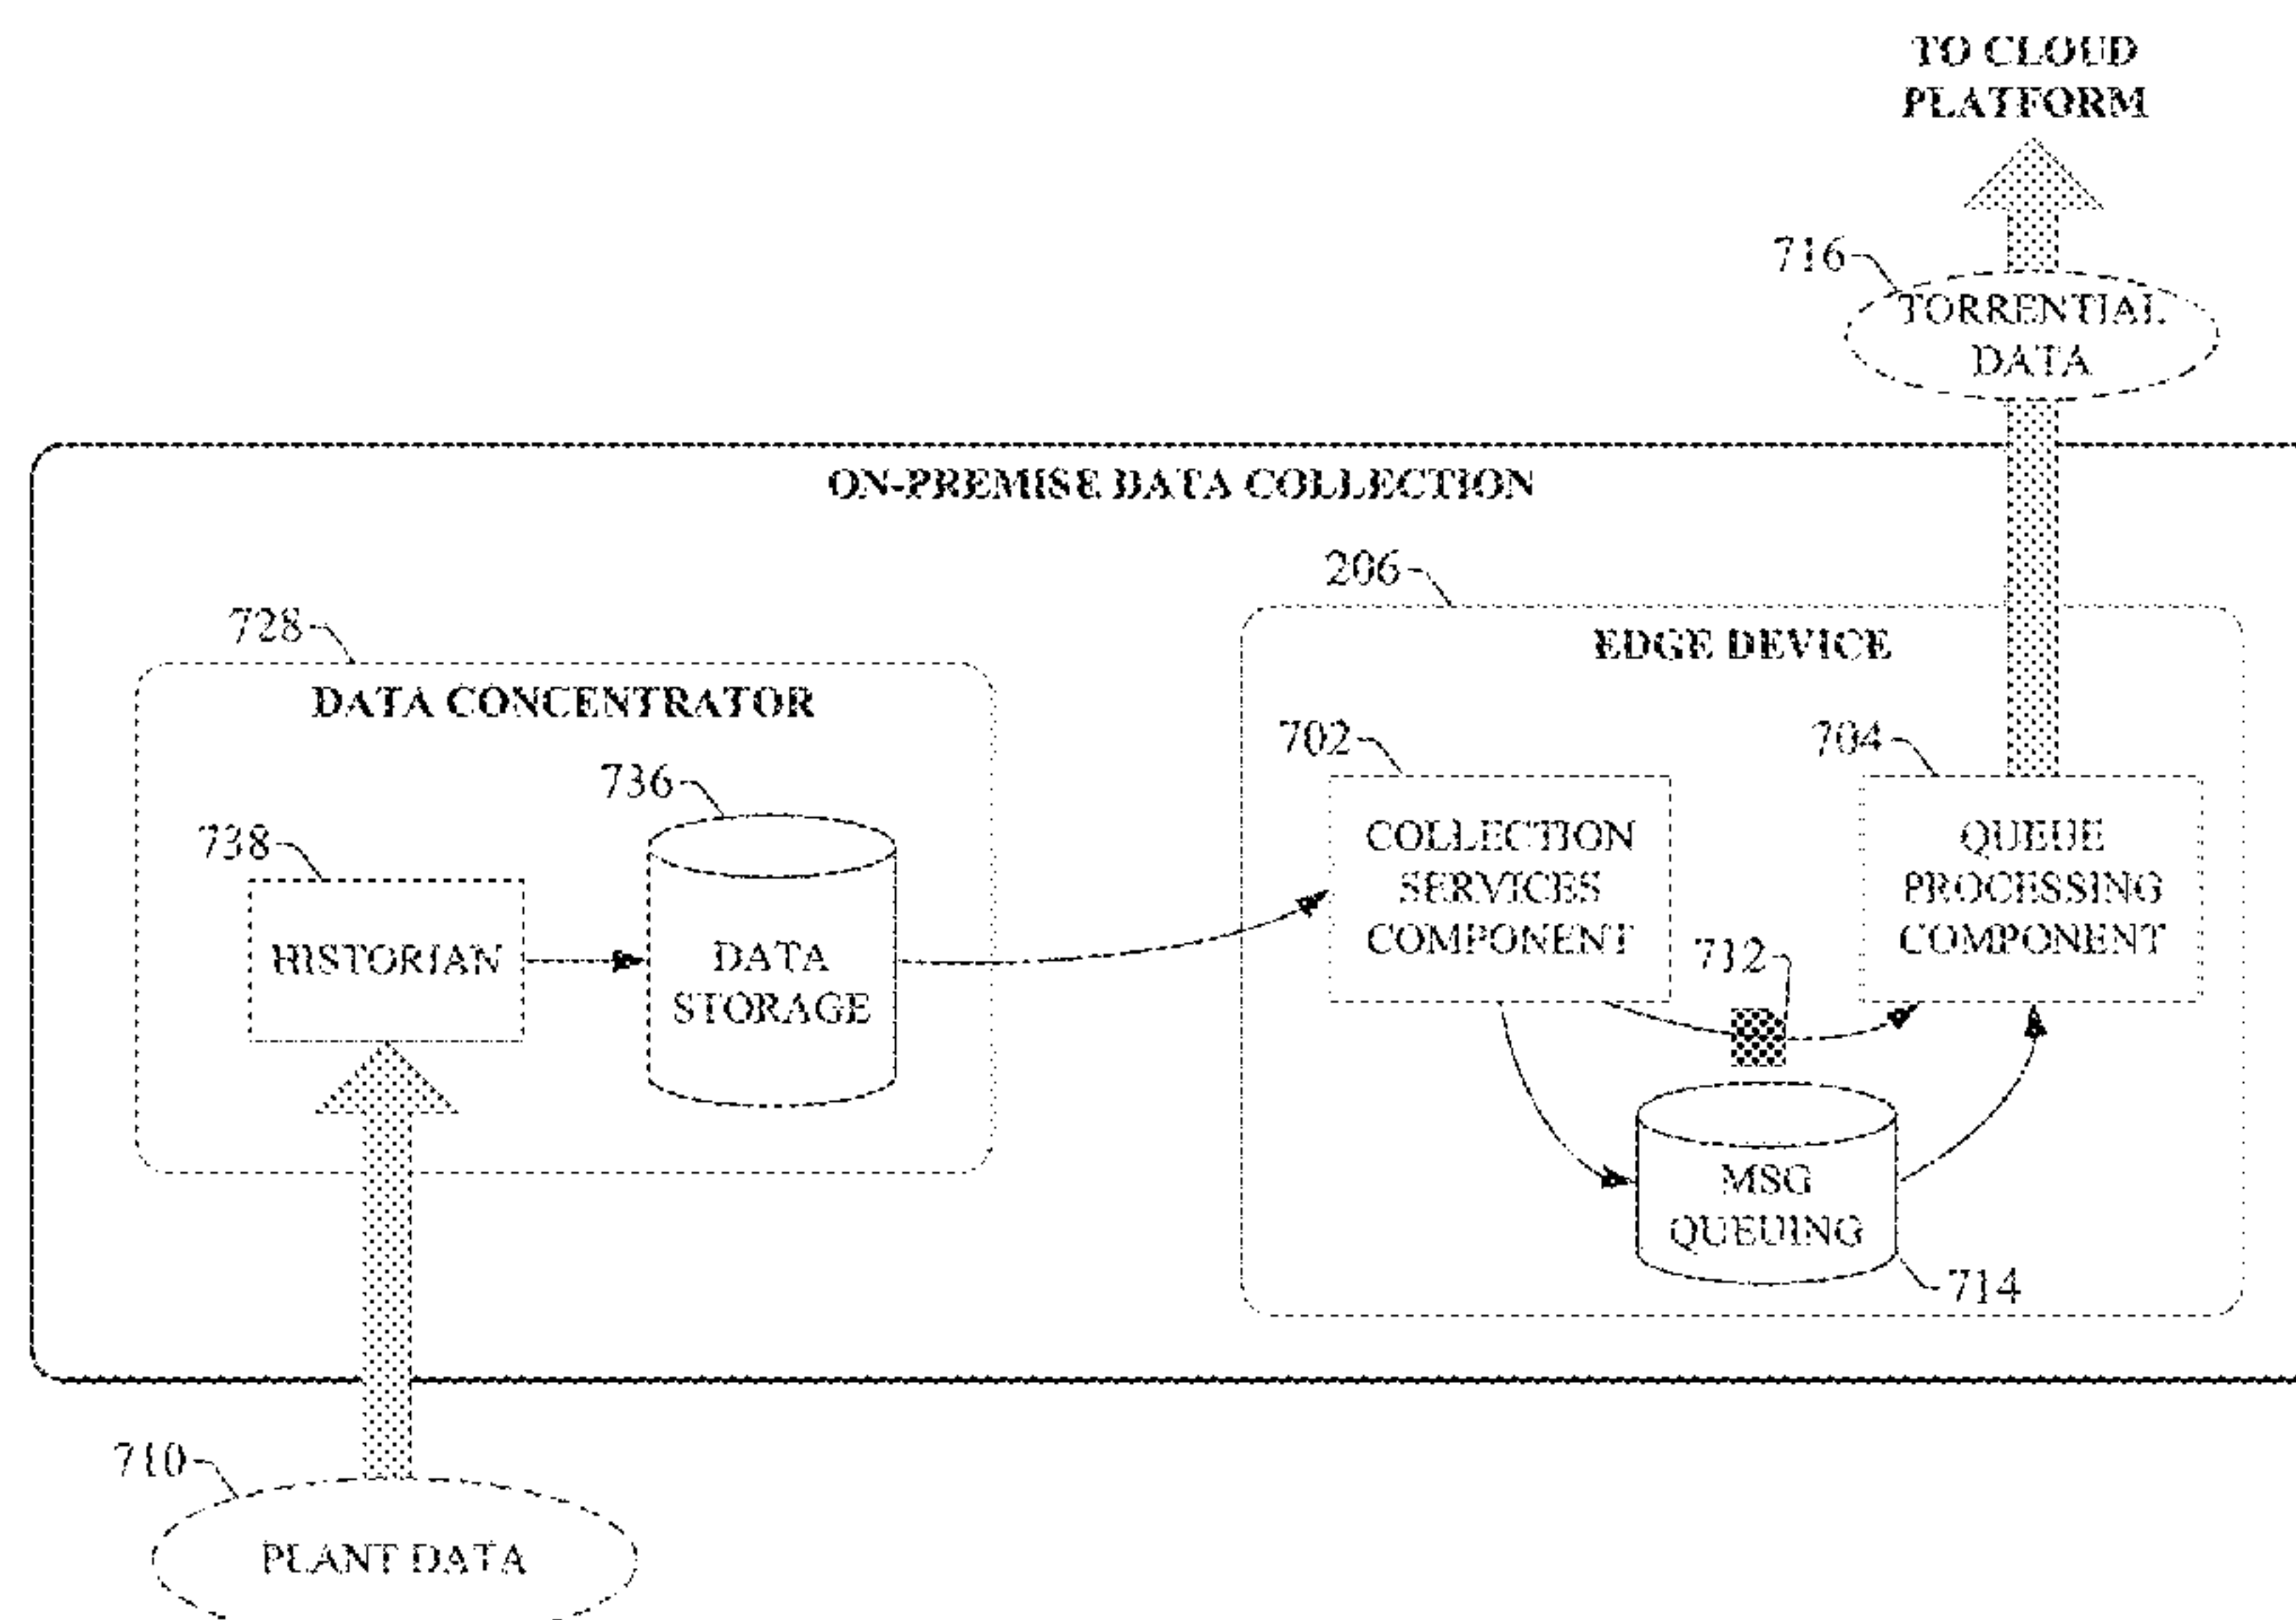 TO CLOUD
PLATFORM
716
TORRENTIAL
DATA
ON-PREMISE DATA COLLECTION
206
EDGE DEVICE
728
DATA CONCENTRATOR
702
704
736
738
COLLECTION
SERVICES
COMPONENT
QUEUE
PROCESSING
COMPONENT
712
HISTORIAN
DATA
STORAGE
MSG
QUEUING
714
710
PLANT DATA